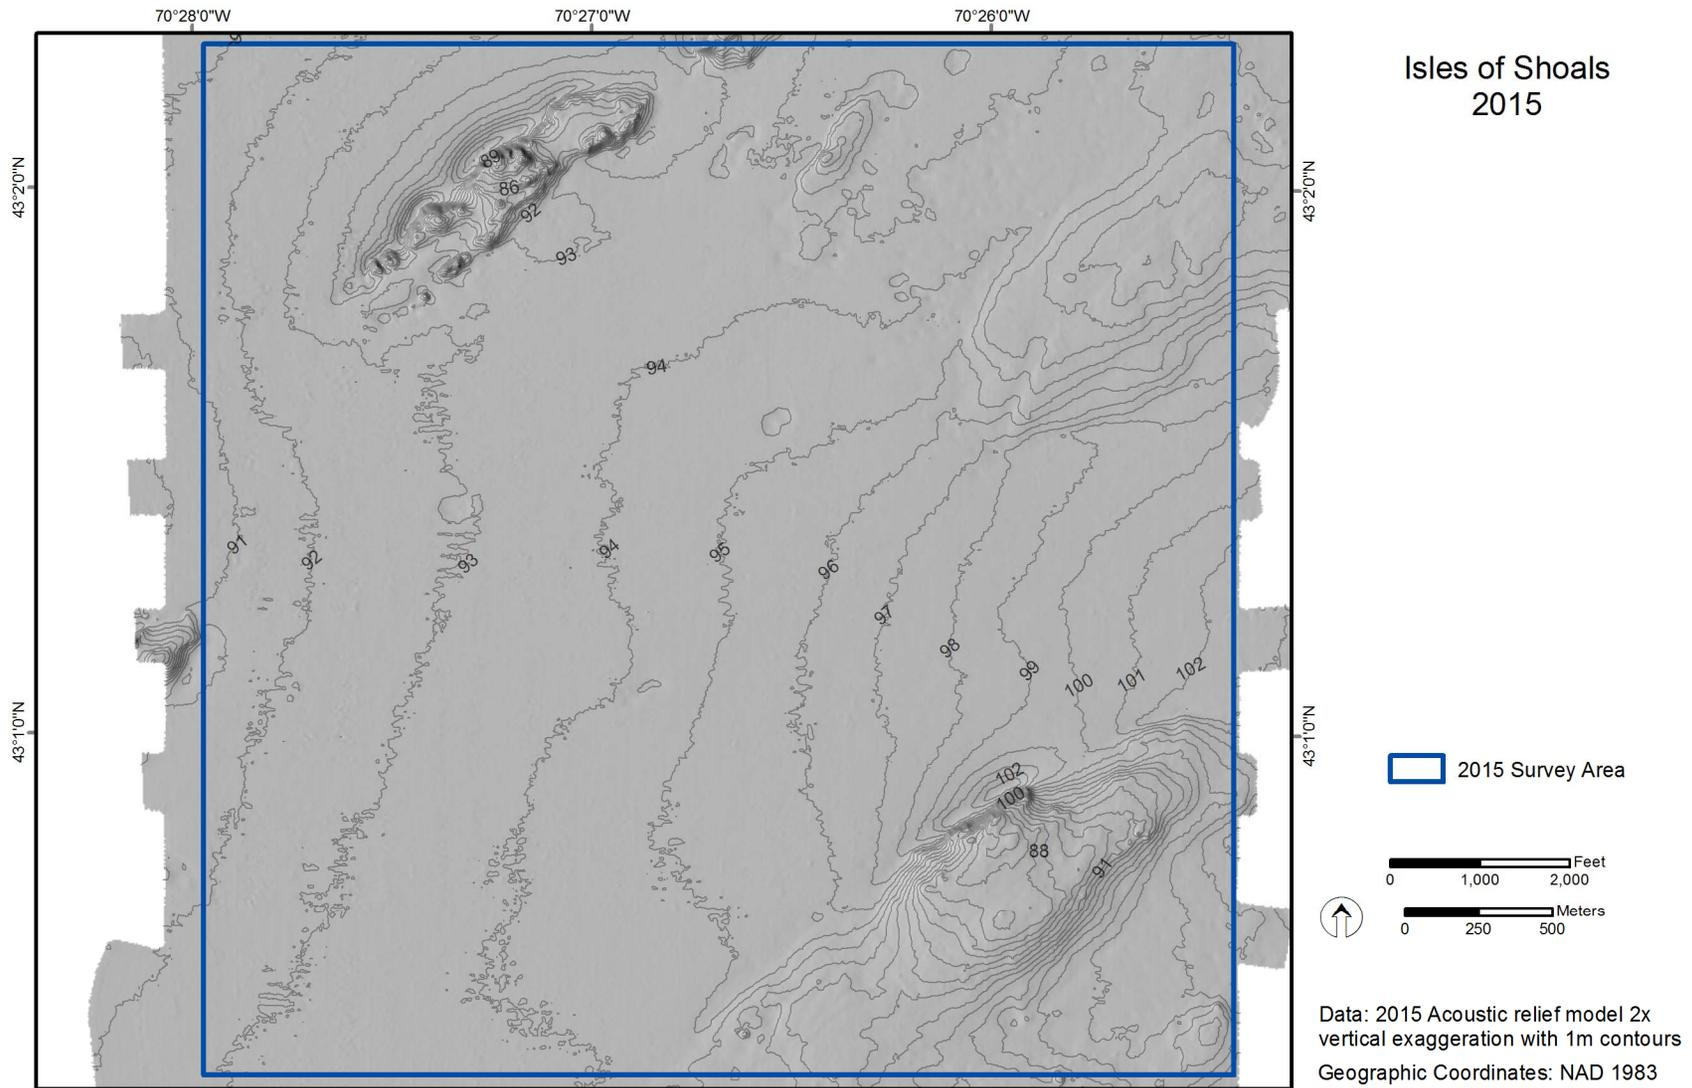 70°28'0"W
70°27'0"W
70°26'0"W
Isles of Shoals
2015
43°2'0"N
43°2'0"N
89
86
92
93
94
91
92
93
94
95
96
97
98
99
100
101
102
43°1'0"N
43°1'0"N
102
100
88
91
2015 Survey Area
Feet
0 1,000 2,000
Meters
0 250 500
Data: 2015 Acoustic relief model 2x
vertical exaggeration with 1m contours
Geographic Coordinates: NAD 1983